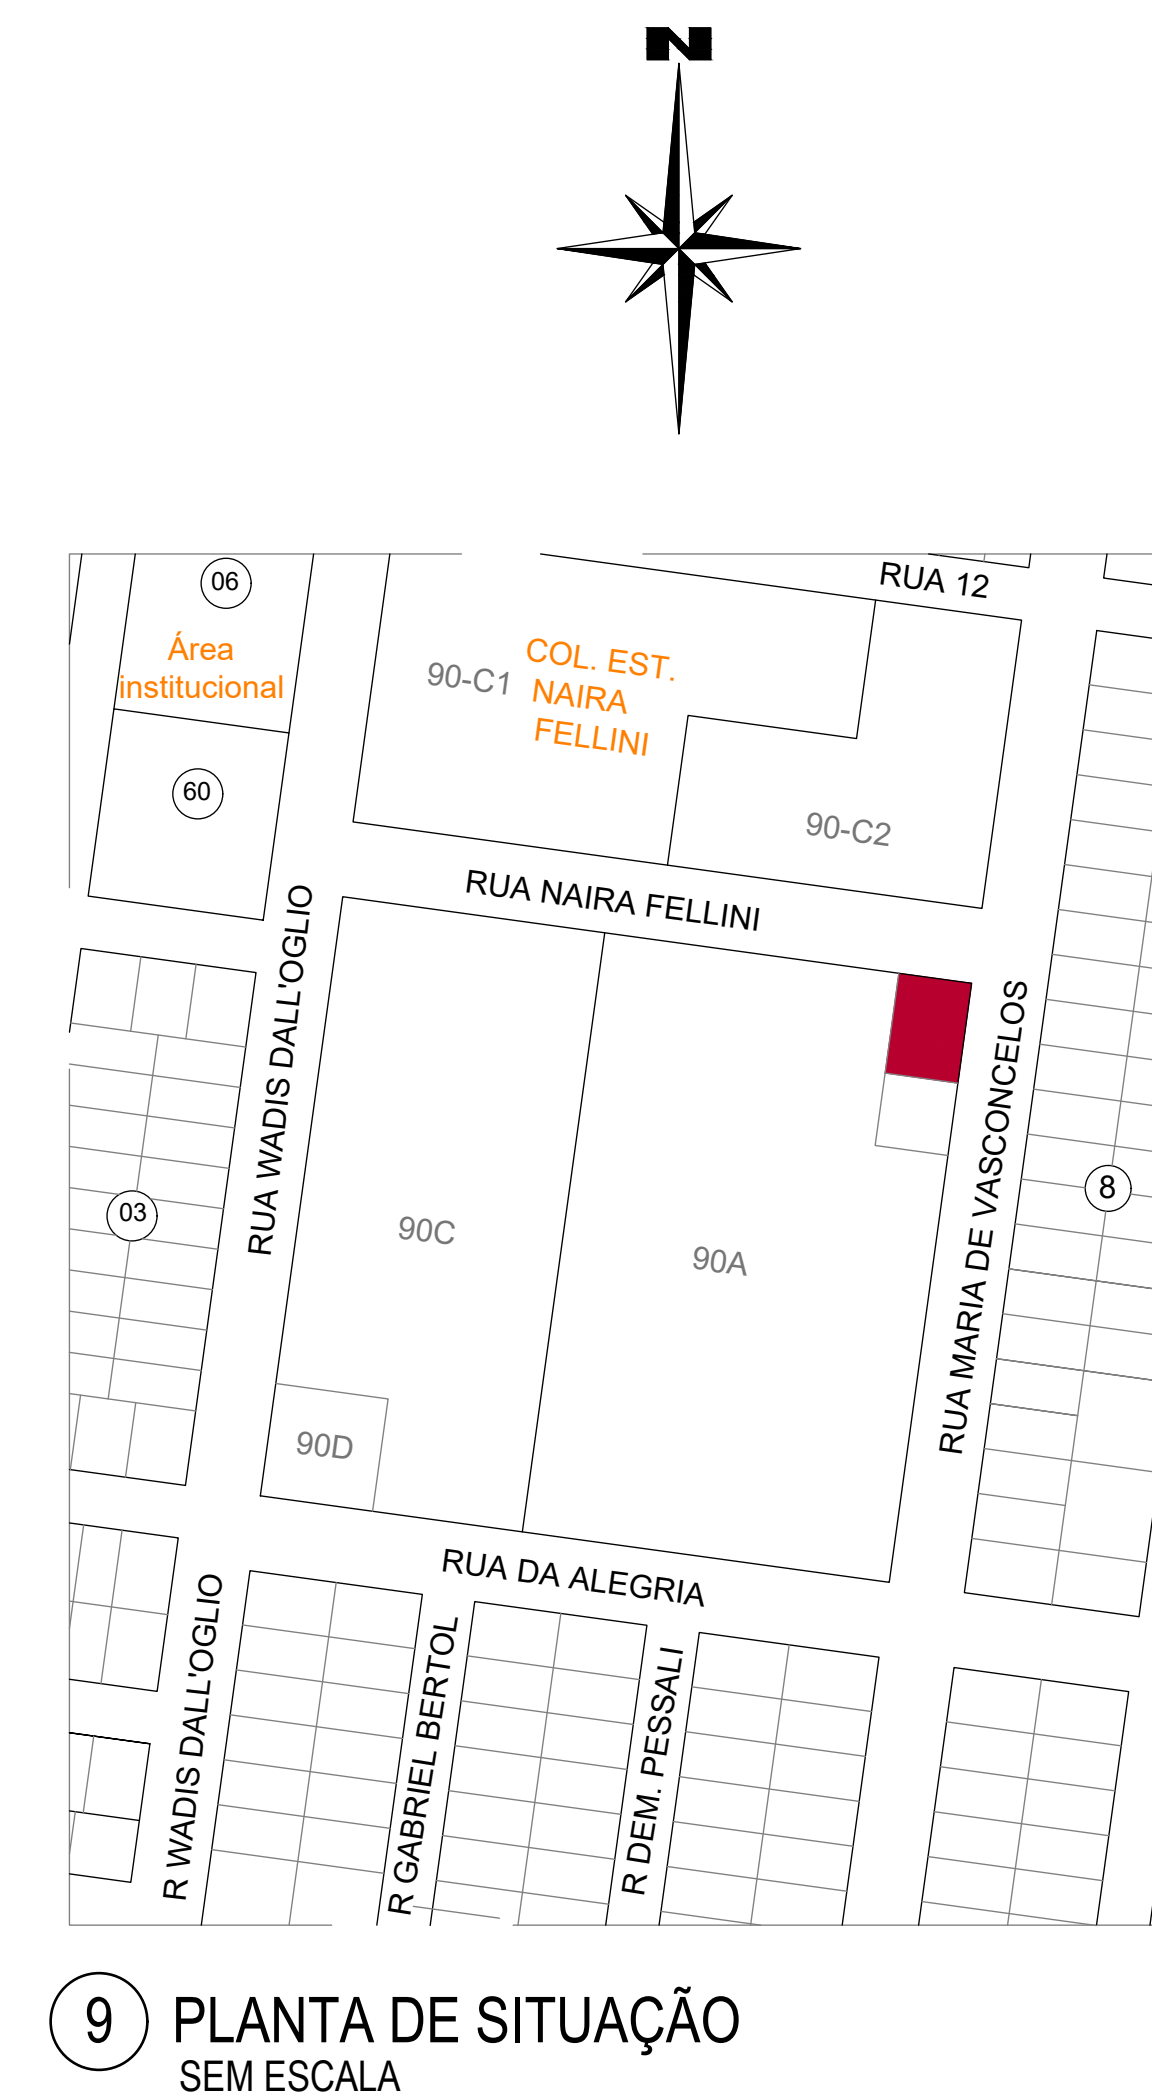 N
RUA 12
06
Área
institucional
COL. EST.
NAIRA
FELLINI
90-C1
60
90-C2
RUA NAIRA FELLINI
RUA WADIS DALL'OGLIO
RUA MARIA DE VASCONCELOS
03
8
90C
90A
90D
RUA DA ALEGRIA
R WADIS DALL'OGLIO
R GABRIEL BERTOL
R DEM. PESSALI
9
PLANTA DE SITUAÇÃO
SEM ESCALA